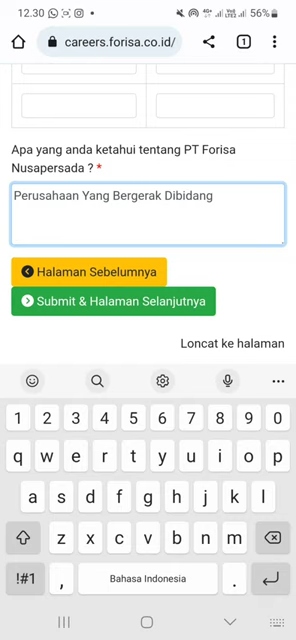 12.30 56%
careers.forisa.co.id/ 1
Apa yang anda ketahui tentang PT Forisa
Nusapersada ? *
Perusahaan Yang Bergerak Dibidang
Halaman Sebelumnya
Submit & Halaman Selanjutnya
Loncat ke halaman
1 2 3 4 5 6 7 8 9 0
q w e r t y u i o p
a s d f g h j k l
z x c v b n m
!#1 , Bahasa Indonesia .